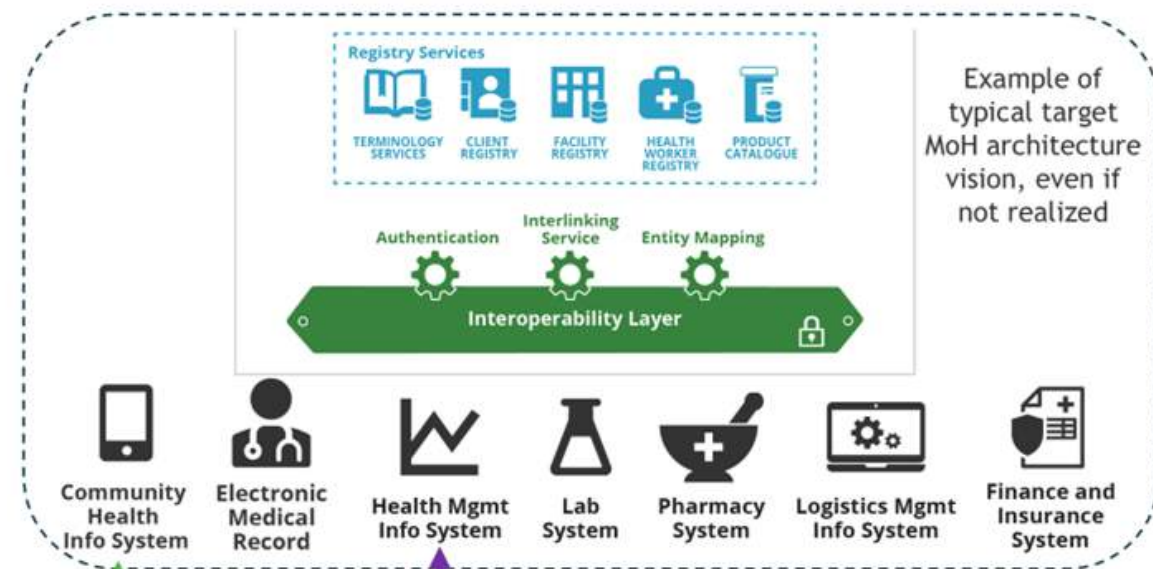 Registry Services
TERMINOLOGY
SERVICES
CLIENT
REGISTRY
FACILITY
REGISTRY
HEALTH
WORKER
REGISTRY
PRODUCT
CATALOGUE
Example of
typical target
MoH architecture
vision, even if
not realized
Authentication
Interlinking
Service
Entity Mapping
Interoperability Layer
Community
Health
Info System
Electronic
Medical
Record
Health Mgmt
Info System
Lab
System
Pharmacy
System
Logistics Mgmt
Info System
Finance and
Insurance
System